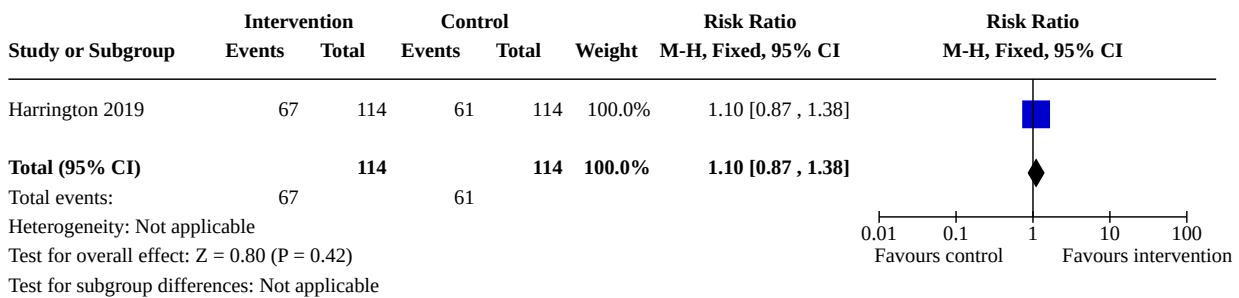 Intervention Control Risk Ratio Risk Ratio
Study or Subgroup Events Total Events Total Weight M-H, Fixed, 95% CI M-H, Fixed, 95% CI
Harrington 2019 67 114 61 114 100.0% 1.10 [0.87 , 1.38]
Total (95% CI) 114 114 100.0% 1.10 [0.87 , 1.38]
Total events: 67 61
Heterogeneity: Not applicable
0.01 0.1 1 10 100
Test for overall effect: Z = 0.80 (P = 0.42) Favours control Favours intervention
Test for subgroup differences: Not applicable